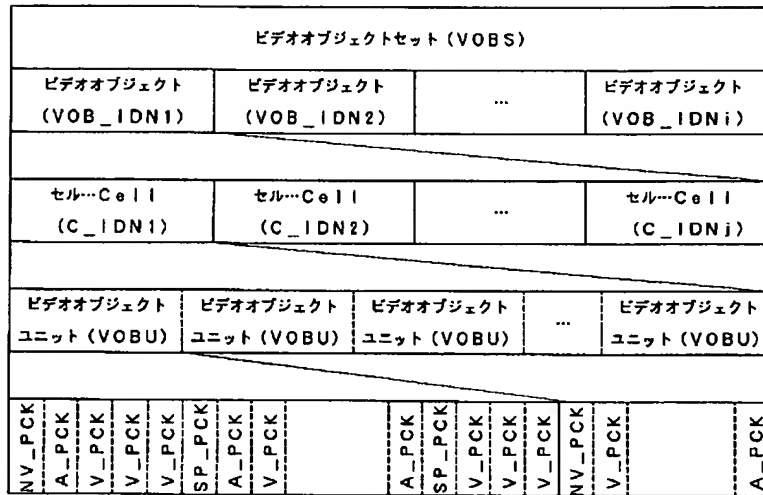 ビデオオブジェクトセット(VOBS)
ビデオオブジェクト
(VOB_IDN1)
ビデオオブジェクト
(VOB_IDN2)
…
ビデオオブジェクト
(VOB_IDNi)
セル…Cell
(C_IDN1)
セル…Cell
(C_IDN2)
…
セル…Cell
(C_IDNj)
ビデオオブジェクト
ユニット(VOBU)
ビデオオブジェクト
ユニット(VOBU)
ビデオオブジェクト
ユニット(VOBU)
…
ビデオオブジェクト
ユニット(VOBU)
NV_PCK
A_PCK
V_PCK
V_PCK
V_PCK
SP_PCK
A_PCK
V_PCK
A_PCK
SP_PCK
V_PCK
V_PCK
V_PCK
NV_PCK
V_PCK
A_PCK